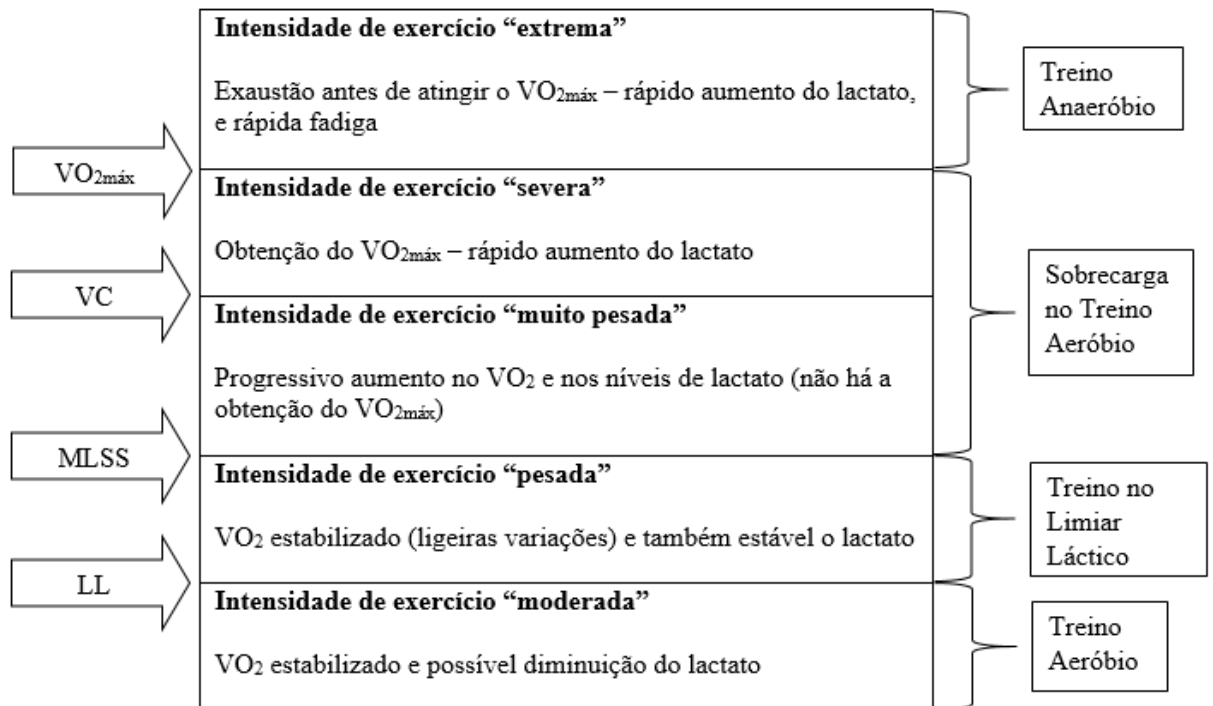 Intensidade de exercício “extrema”
Exaustão antes de atingir o VO2máx – rápido aumento do lactato,
e rápida fadiga
Treino
Anaeróbio
VO2máx
Intensidade de exercício “severa”
Obtenção do VO2máx – rápido aumento do lactato
VC
Intensidade de exercício “muito pesada”
Progressivo aumento no VO2 e nos níveis de lactato (não há a
obtenção do VO2máx)
Sobrecarga
no Treino
Aeróbio
MLSS
Intensidade de exercício “pesada”
VO2 estabilizado (ligeiras variações) e também estável o lactato
Treino no
Limiar
Láctico
LL
Intensidade de exercício “moderada”
VO2 estabilizado e possível diminuição do lactato
Treino
Aeróbio